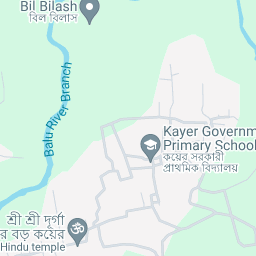 Bil Bilash
বিল বিলাস
Balu River Branch
Kayer Governm
Primary School
কয়ের সরকারী
প্রাথমিক বিদ্যালয়
শ্রী শ্রী দূর্গা
র বড় কয়ের
Hindu temple